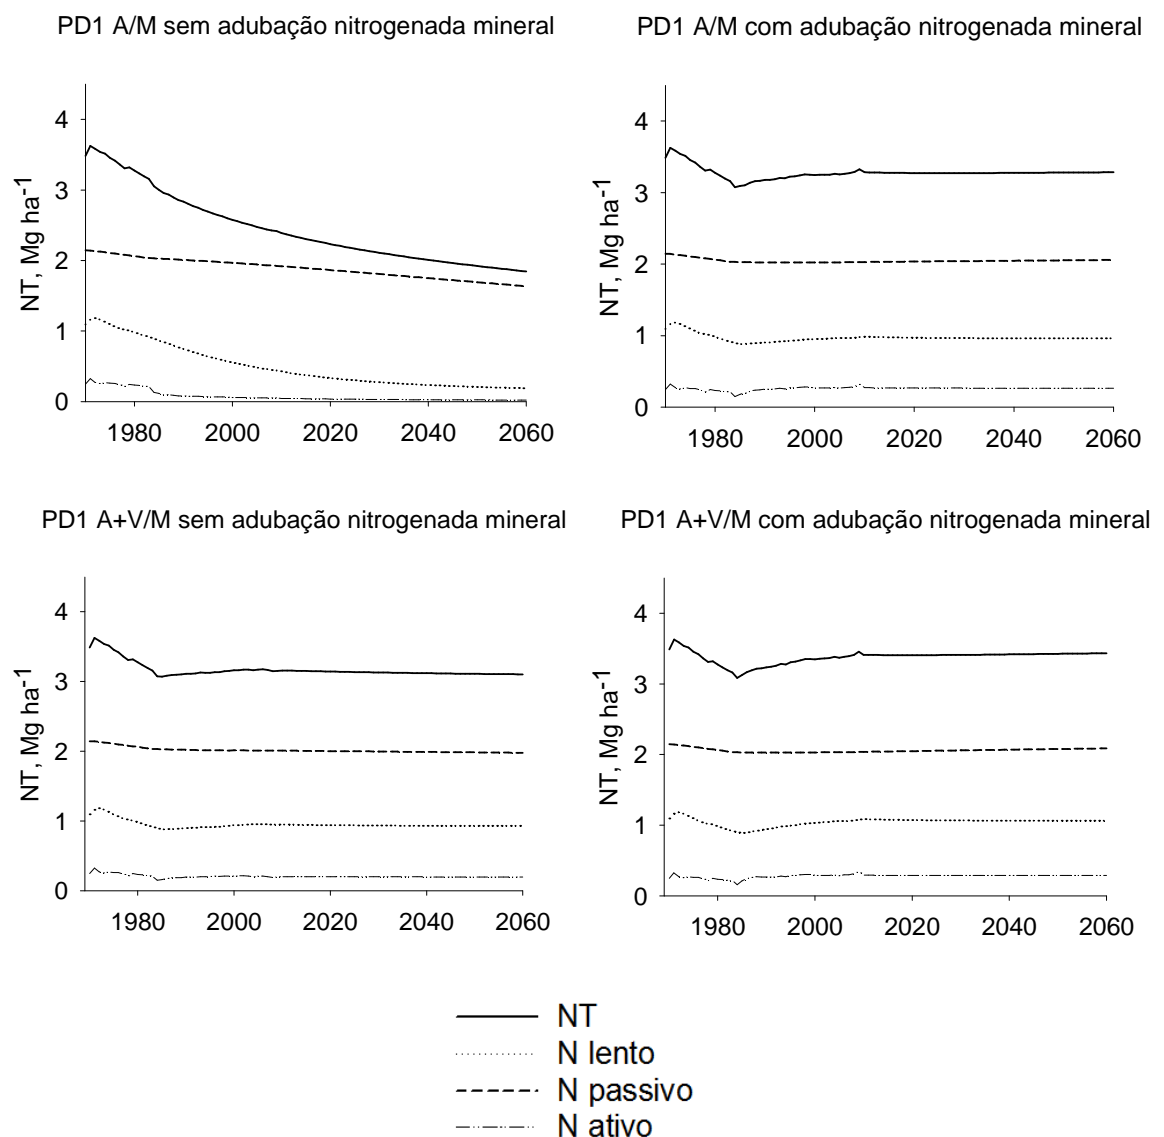 PD1 A/M sem adubação nitrogenada mineral
NT, Mg ha-1
4
3
2
1
0
1980 2000 2020 2040 2060
PD1 A/M com adubação nitrogenada mineral
NT, Mg ha-1
4
3
2
1
0
1980 2000 2020 2040 2060
PD1 A+V/M sem adubação nitrogenada mineral
NT, Mg ha-1
4
3
2
1
0
1980 2000 2020 2040 2060
PD1 A+V/M com adubação nitrogenada mineral
NT, Mg ha-1
4
3
2
1
0
1980 2000 2020 2040 2060
NT
N lento
N passivo
N ativo